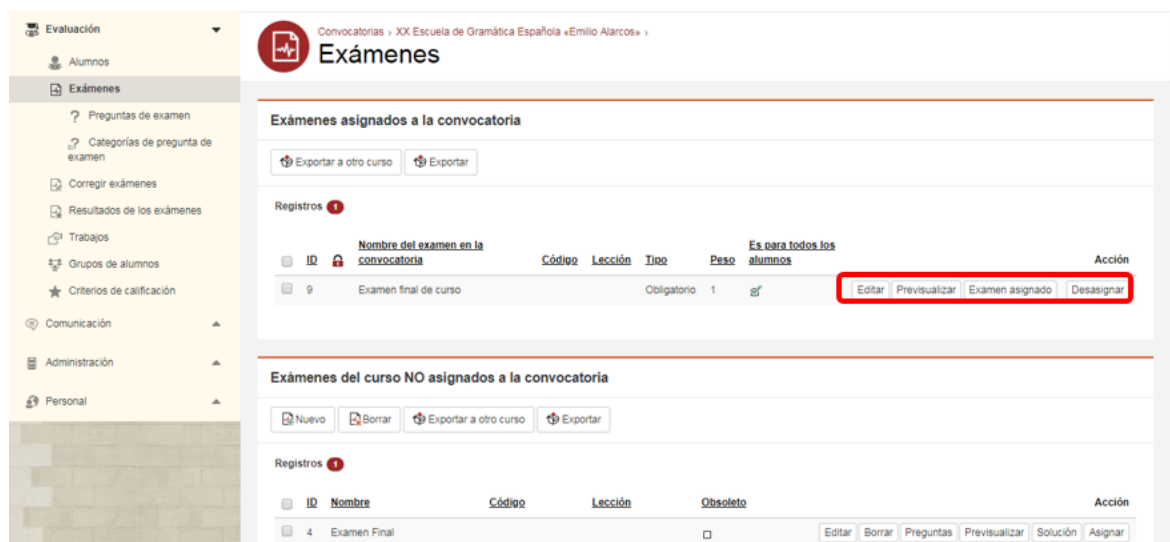 Evaluación
Alumnos
Exámenes
Preguntas de examen
Categorías de pregunta de
examen
Corregir exámenes
Resultados de los exámenes
Trabajos
Grupos de alumnos
Criterios de calificación
Comunicación
Administración
Personal
Convocatorias › XX Escuela de Gramática Española «Emilio Alarcos» ›
Exámenes
Exámenes asignados a la convocatoria
Exportar a otro curso Exportar
Registros 1
ID Nombre del examen en la convocatoria Código Lección Tipo Peso Es para todos los alumnos Acción
9 Examen final de curso Obligatorio 1 Editar Previsualizar Examen asignado Desasignar
Exámenes del curso NO asignados a la convocatoria
Nuevo Borrar Exportar a otro curso Exportar
Registros 1
ID Nombre Código Lección Obsoleto Acción
4 Examen Final Editar Borrar Preguntas Previsualizar Solución Asignar